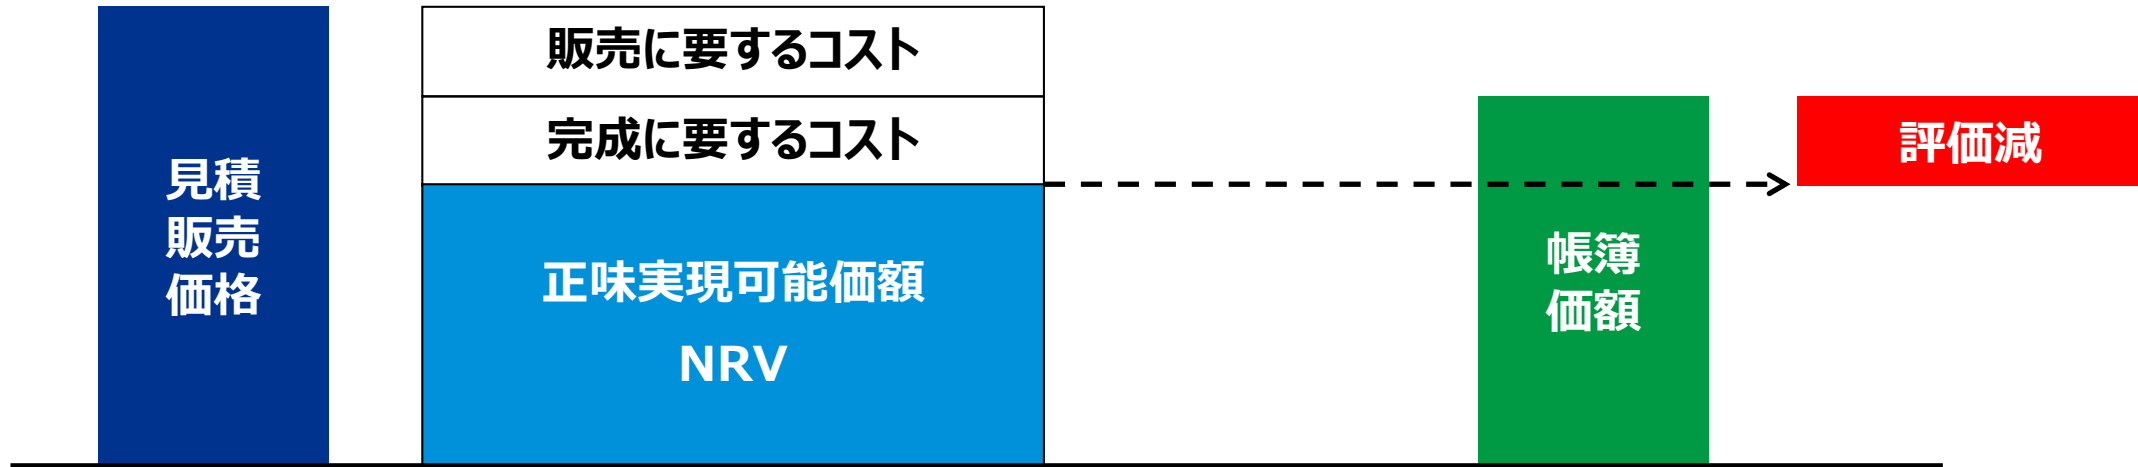 見積
販売
価格
販売に要するコスト
完成に要するコスト
正味実現可能価額
NRV
帳簿
価額
評価減